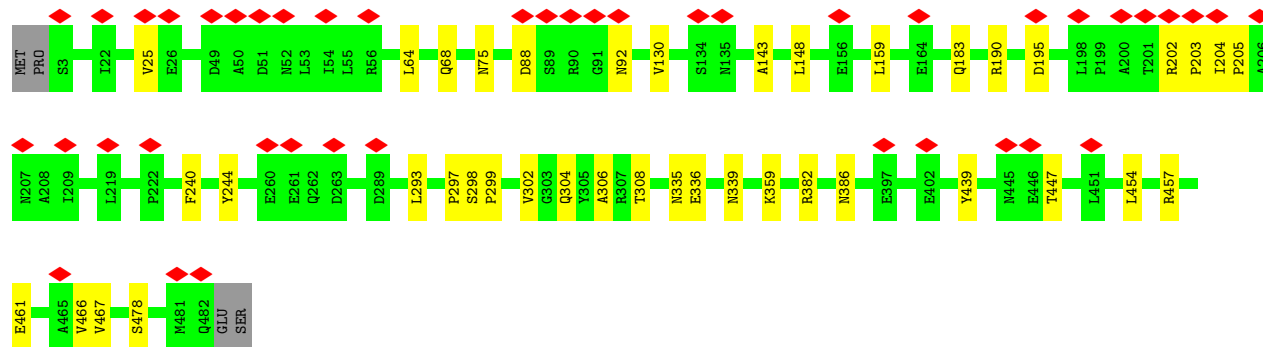 MET PRO S3 I22 V25 E26 D49 A50 D51 N52 L53 I54 L55 R56 L64 Q68 N75 D88 S89 R90 G91 N92 V130 S134 N135 A143 L148 E156 L159 E164 Q183 R190 D195 L198 P199 A200 T201 R202 P203 I204 P205 A206
N207 A208 I209 L219 P222 F240 Y244 E260 E261 Q262 D263 D289 L293 P297 S298 P299 V302 G303 Q304 Y305 A306 R307 T308 N335 E336 N339 K359 R382 N386 E397 E402 Y439 N445 E446 T447 L451 L454 R457
E461 A465 V466 V467 S478 M481 Q482 GLU SER